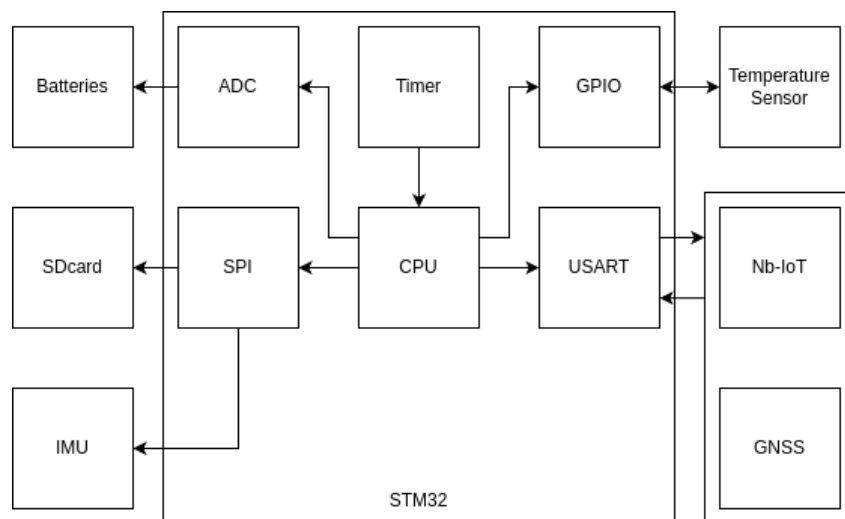 Batteries
ADC
Timer
GPIO
Temperature
Sensor
SDcard
SPI
CPU
USART
Nb-IoT
IMU
GNSS
STM32